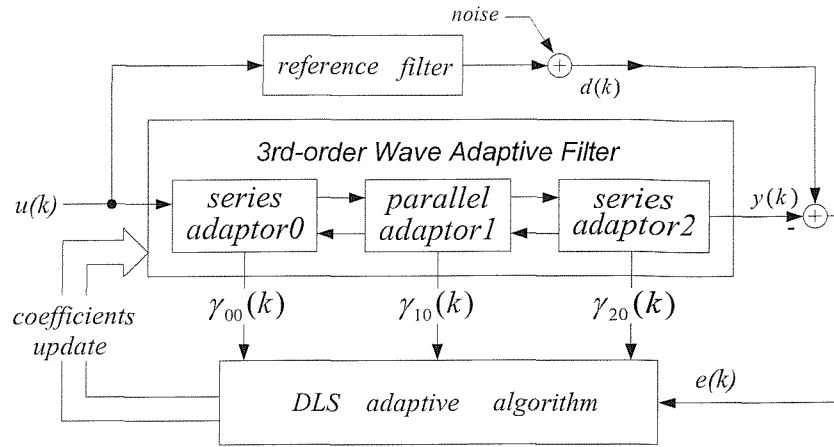 noise
reference filter
+
d(k)
3rd-order Wave Adaptive Filter
u(k)
series
adaptor0
parallel
adaptor1
series
adaptor2
y(k)
+
-
γ₀₀(k)
γ₁₀(k)
γ₂₀(k)
coefficients
update
DLS adaptive algorithm
e(k)